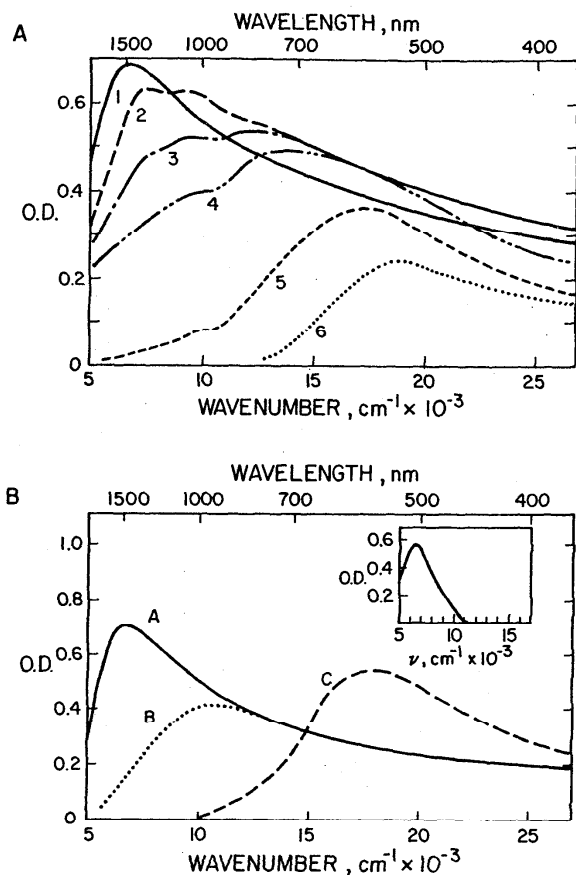 A
WAVELENGTH, nm
1500 1000 700 500 400
0.6
0.4
O.D.
0.2
0
1
2
3
4
5
6
5 10 15 20 25
WAVENUMBER, cm⁻¹ × 10⁻³
B
WAVELENGTH, nm
1500 1000 700 500 400
1.0
0.8
0.6
O.D.
0.4
0.2
0
A
B
C
0.6
O.D. 0.4
0.2
5 10 15
ν, cm⁻¹ × 10⁻³
5 10 15 20 25
WAVENUMBER, cm⁻¹ × 10⁻³